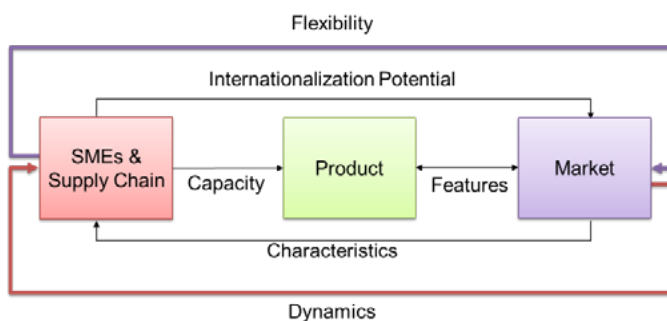 Flexibility
Internationalization Potential
SMEs &
Supply Chain
Capacity
Product
Features
Market
Characteristics
Dynamics